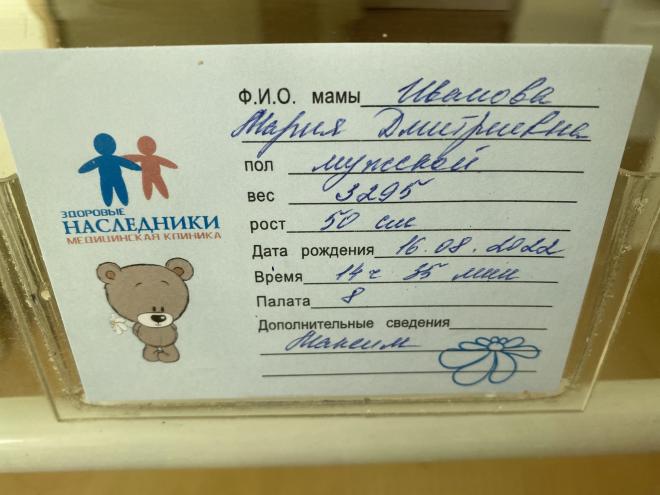 ЗДОРОВЫЕ
НАСЛЕДНИКИ
МЕДИЦИНСКАЯ КЛИНИКА
Ф.И.О. мамы Иванова
Мария Дмитриевна
пол мужской
вес 3295
рост 50 см
Дата рождения 16.08.2022
Время 14 ч 35 мин
Палата 8
Дополнительные сведения
Максим